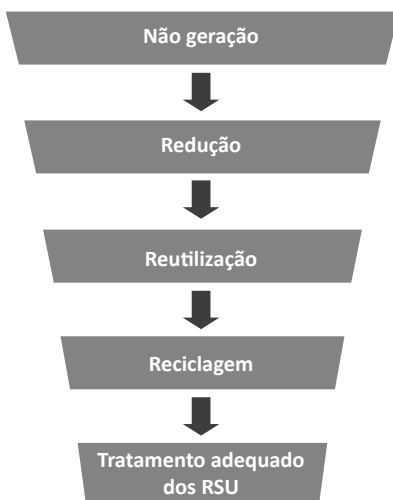 Não geração
Redução
Reutilização
Reciclagem
Tratamento adequado
dos RSU